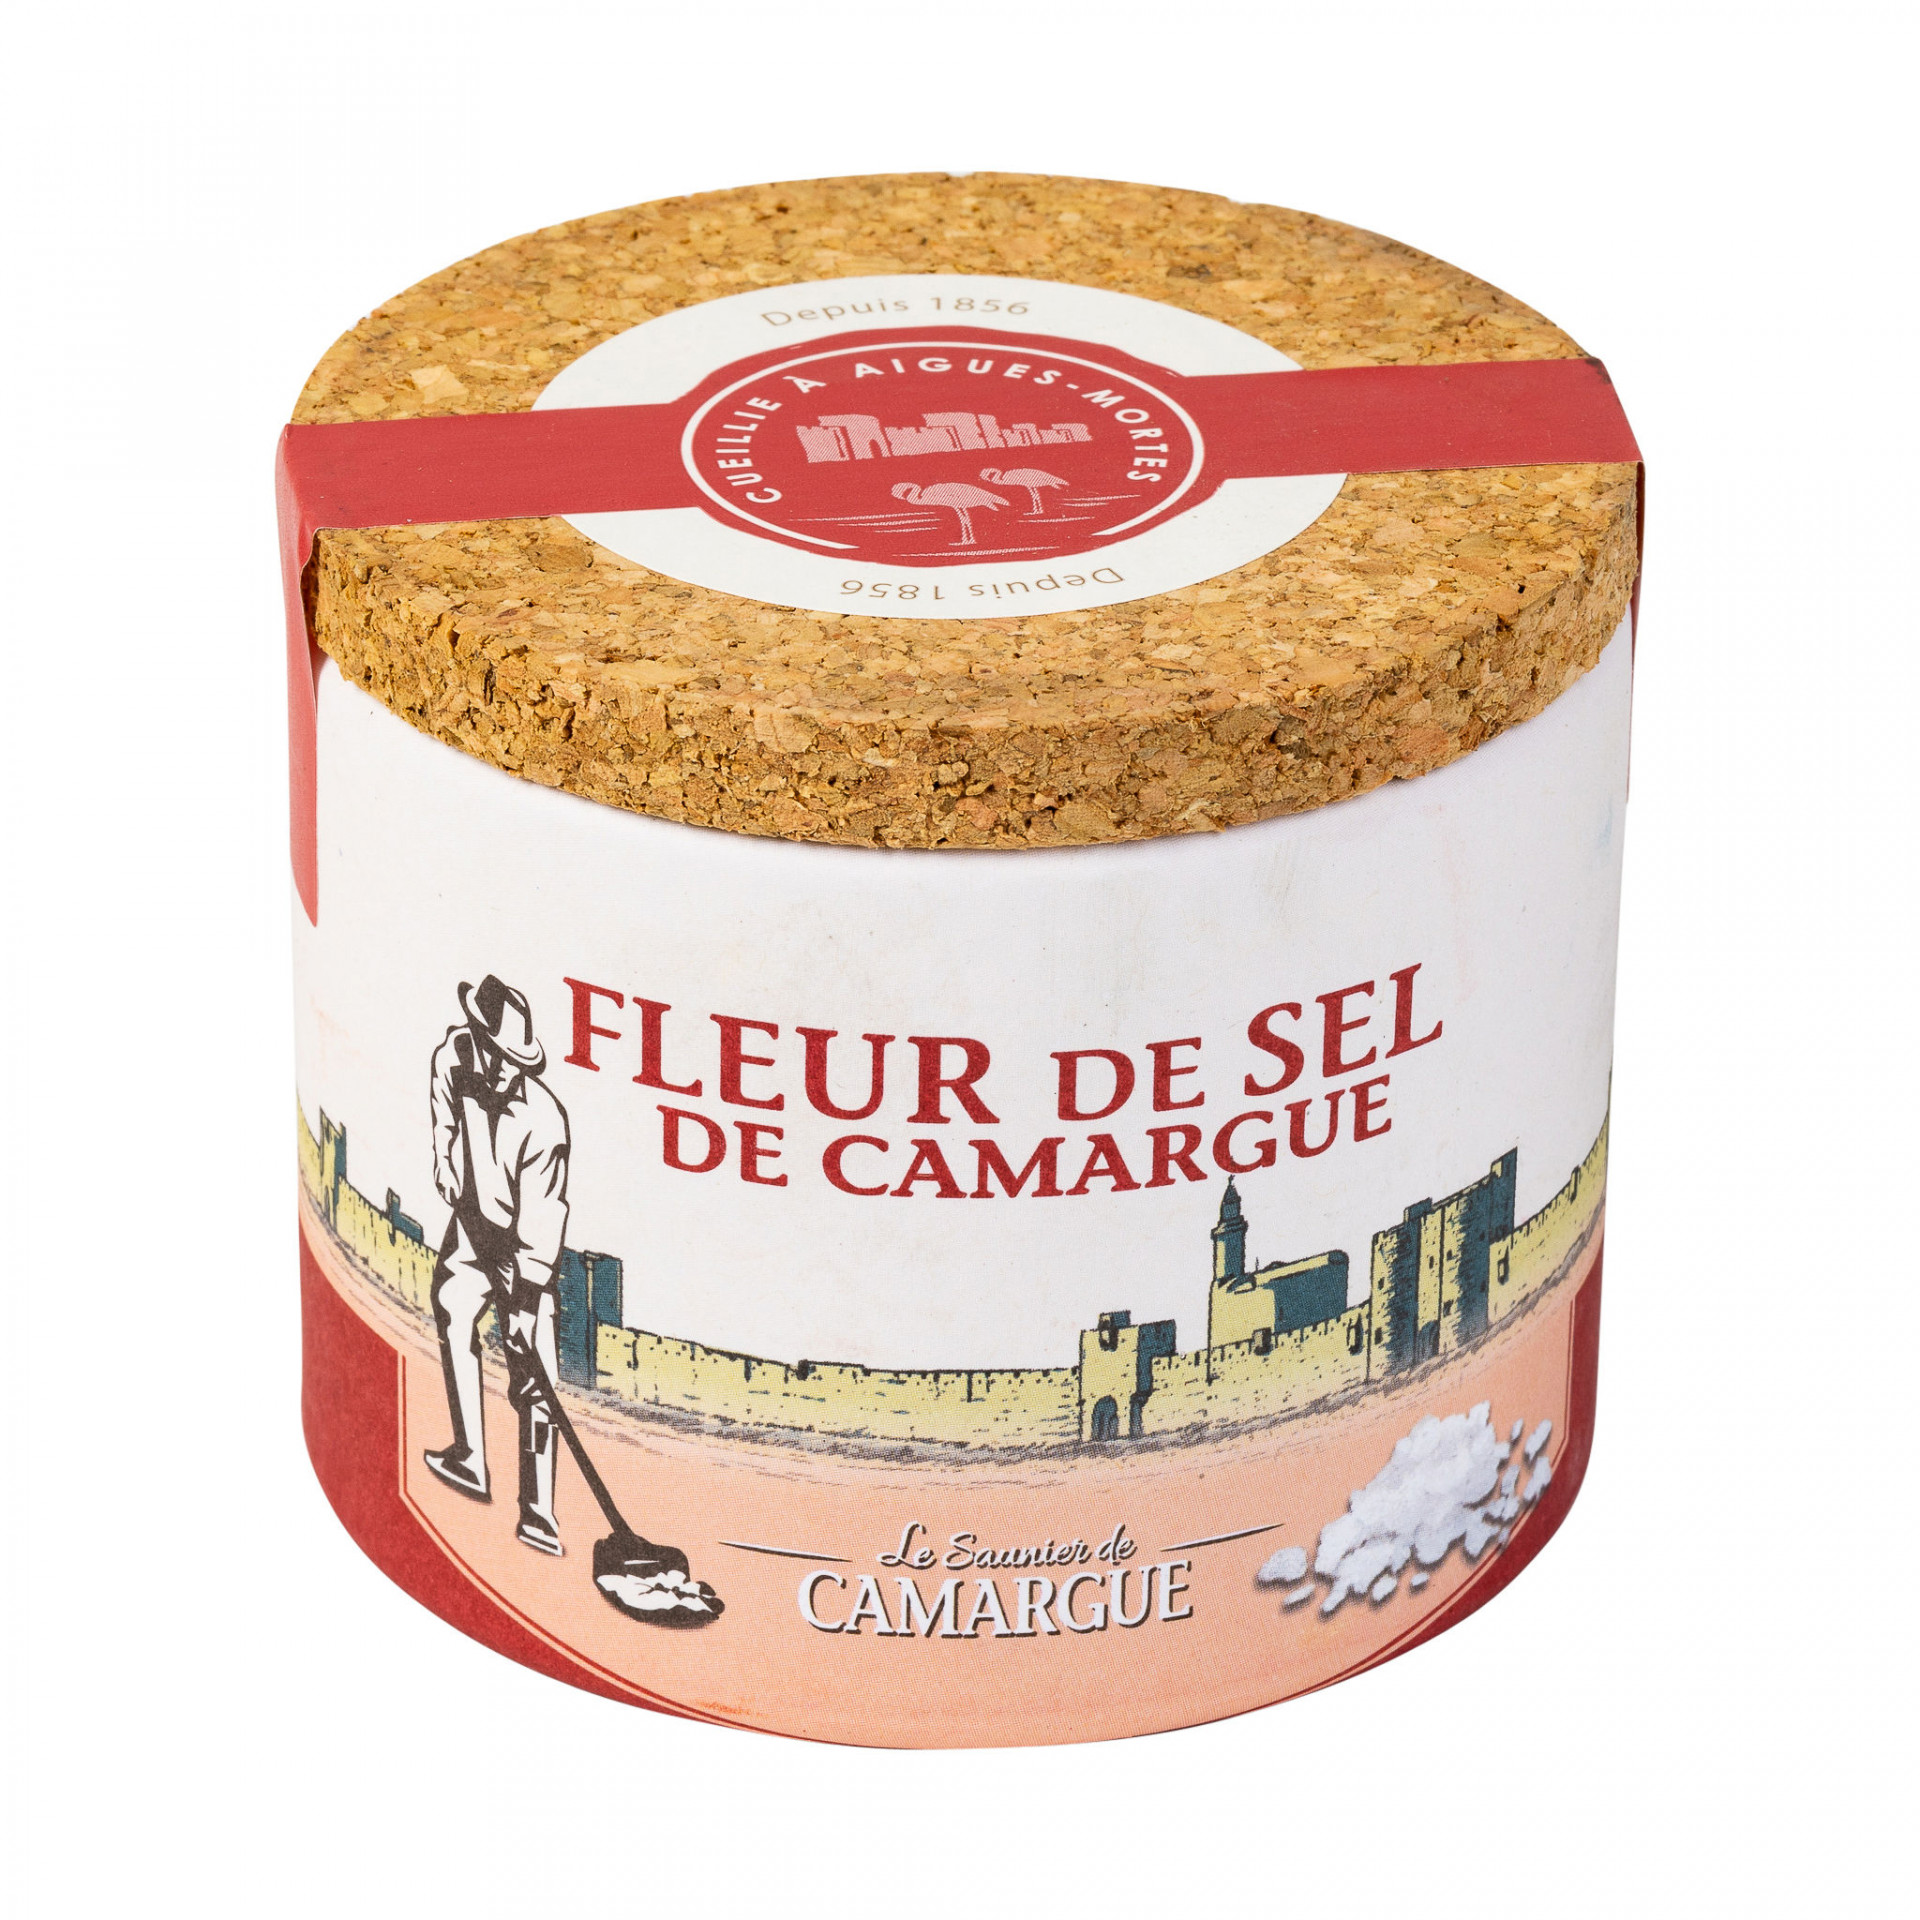 Depuis 1856
CUEILLIE À AIGUES-MORTES
Depuis 1856
FLEUR DE SEL
DE CAMARGUE
Le Saunier de
CAMARGUE